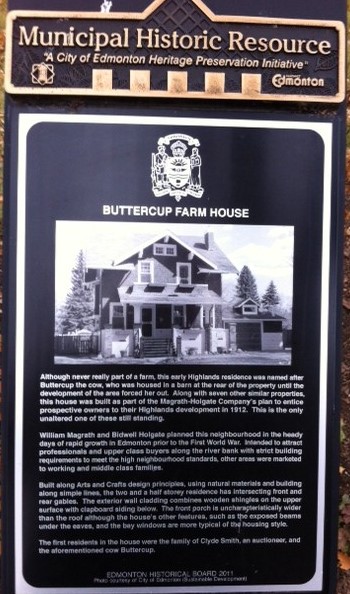 Municipal Historic Resource
"A City of Edmonton Heritage Preservation Initiative"
Edmonton
BUTTERCUP FARM HOUSE
Although never really part of a farm, this early Highlands residence was named after
Buttercup the cow, who was housed in a barn at the rear of the property until the
development of the area forced her out. Along with seven other similar properties,
this house was built as part of the Magrath-Holgate Company's plan to entice
prospective owners to their Highlands development in 1912. This is the only
unaltered one of these still standing.
William Magrath and Bidwell Holgate planned this neighbourhood in the heady
days of rapid growth in Edmonton prior to the First World War. Intended to attract
professionals and upper class buyers along the river bank with strict building
requirements to meet the high neighbourhood standards, other areas were marketed
to working and middle class families.
Built along Arts and Crafts design principles, using natural materials and building
along simple lines, the two and a half storey residence has intersecting front and
rear gables. The exterior wall cladding combines wooden shingles on the upper
surface with clapboard siding below. The front porch is uncharacteristically wider
than the roof although the house's other features, such as the exposed beams
under the eaves, and the bay windows are more typical of the housing style.
The first residents in the house were the family of Clyde Smith, an auctioneer, and
the aforementioned cow Buttercup.
EDMONTON HISTORICAL BOARD 2011
Photo courtesy of City of Edmonton (Sustainable Development)